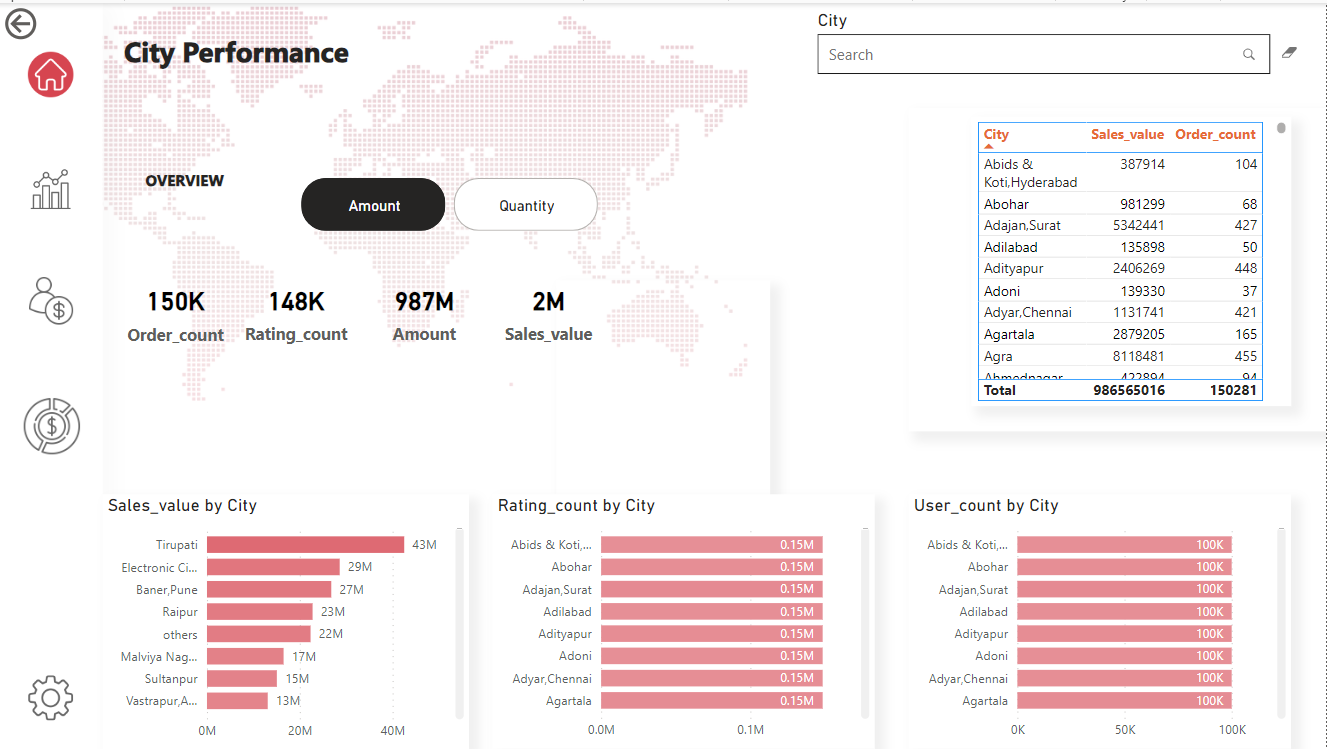 City Performance
City
Search
OVERVIEW
Amount
Quantity
150K
Order_count
148K
Rating_count
987M
Amount
2M
Sales_value
City Sales_value Order_count
Abids & Koti,Hyderabad 387914 104
Abohar 981299 68
Adajan,Surat 5342441 427
Adilabad 135898 50
Adityapur 2406269 448
Adoni 139330 37
Adyar,Chennai 1131741 421
Agartala 2879205 165
Agra 8118481 455
Ahmednagar 422894 94
Total 986565016 150281
Sales_value by City
Tirupati 43M
Electronic Ci... 29M
Baner,Pune 27M
Raipur 23M
others 22M
Malviya Nag... 17M
Sultanpur 15M
Vastrapur,A... 13M
0M 20M 40M
Rating_count by City
Abids & Koti,... 0.15M
Abohar 0.15M
Adajan,Surat 0.15M
Adilabad 0.15M
Adityapur 0.15M
Adoni 0.15M
Adyar,Chennai 0.15M
Agartala 0.15M
0.0M 0.1M
User_count by City
Abids & Koti,... 100K
Abohar 100K
Adajan,Surat 100K
Adilabad 100K
Adityapur 100K
Adoni 100K
Adyar,Chennai 100K
Agartala 100K
0K 50K 100K